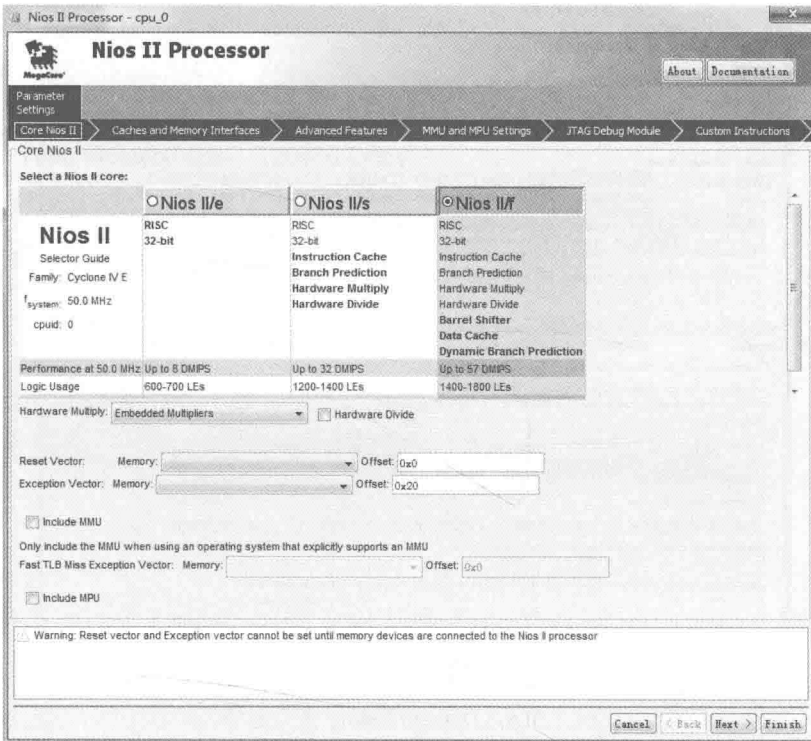 Nios II Processor - cpu_0
Nios II Processor
MegaCore®
About
Documentation
Parameter
Settings
Core Nios II
Caches and Memory Interfaces
Advanced Features
MMU and MPU Settings
JTAG Debug Module
Custom Instructions
Core Nios II
Select a Nios II core:
Nios II/e
Nios II/s
Nios II/f
Nios II
Selector Guide
Family: Cyclone IV E
fsystem: 50.0 MHz
cpuid: 0
RISC
32-bit
RISC
32-bit
Instruction Cache
Branch Prediction
Hardware Multiply
Hardware Divide
RISC
32-bit
Instruction Cache
Branch Prediction
Hardware Multiply
Hardware Divide
Barrel Shifter
Data Cache
Dynamic Branch Prediction
Performance at 50.0 MHz Up to 8 DMIPS Up to 32 DMIPS Up to 57 DMIPS
Logic Usage 600-700 LEs 1200-1400 LEs 1400-1800 LEs
Hardware Multiply: Embedded Multipliers Hardware Divide
Reset Vector: Memory: Offset: 0x0
Exception Vector: Memory: Offset: 0x20
Include MMU
Only include the MMU when using an operating system that explicitly supports an MMU
Fast TLB Miss Exception Vector: Memory: Offset: 0x0
Include MPU
Warning: Reset vector and Exception vector cannot be set until memory devices are connected to the Nios II processor
Cancel < Back Next > Finish